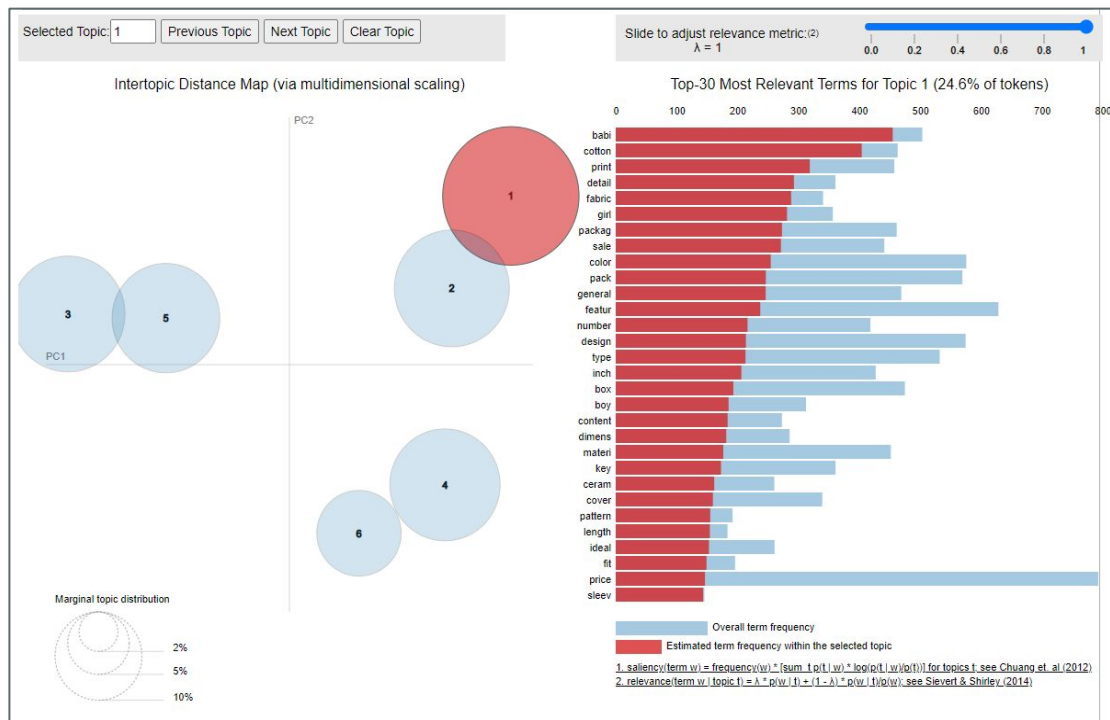 Selected Topic: 1 Previous Topic Next Topic Clear Topic
Slide to adjust relevance metric:(2)
λ = 1
0.0 0.2 0.4 0.6 0.8 1
Intertopic Distance Map (via multidimensional scaling)
PC2
PC1
1
2
3
5
4
6
Marginal topic distribution
2%
5%
10%
Top-30 Most Relevant Terms for Topic 1 (24.6% of tokens)
0 100 200 300 400 500 600 700 800
babi
cotton
print
detail
fabric
girl
packag
sale
color
pack
general
featur
number
design
type
inch
box
boy
content
dimens
materi
key
ceram
cover
pattern
length
ideal
fit
price
sleev
Overall term frequency
Estimated term frequency within the selected topic
1. saliency(term w) = frequency(w) * [sum_t p(t | w) * log(p(t | w)/p(t))] for topics t; see Chuang et. al (2012)
2. relevance(term w | topic t) = λ * p(w | t) + (1 - λ) * p(w | t)/p(w); see Sievert & Shirley (2014)